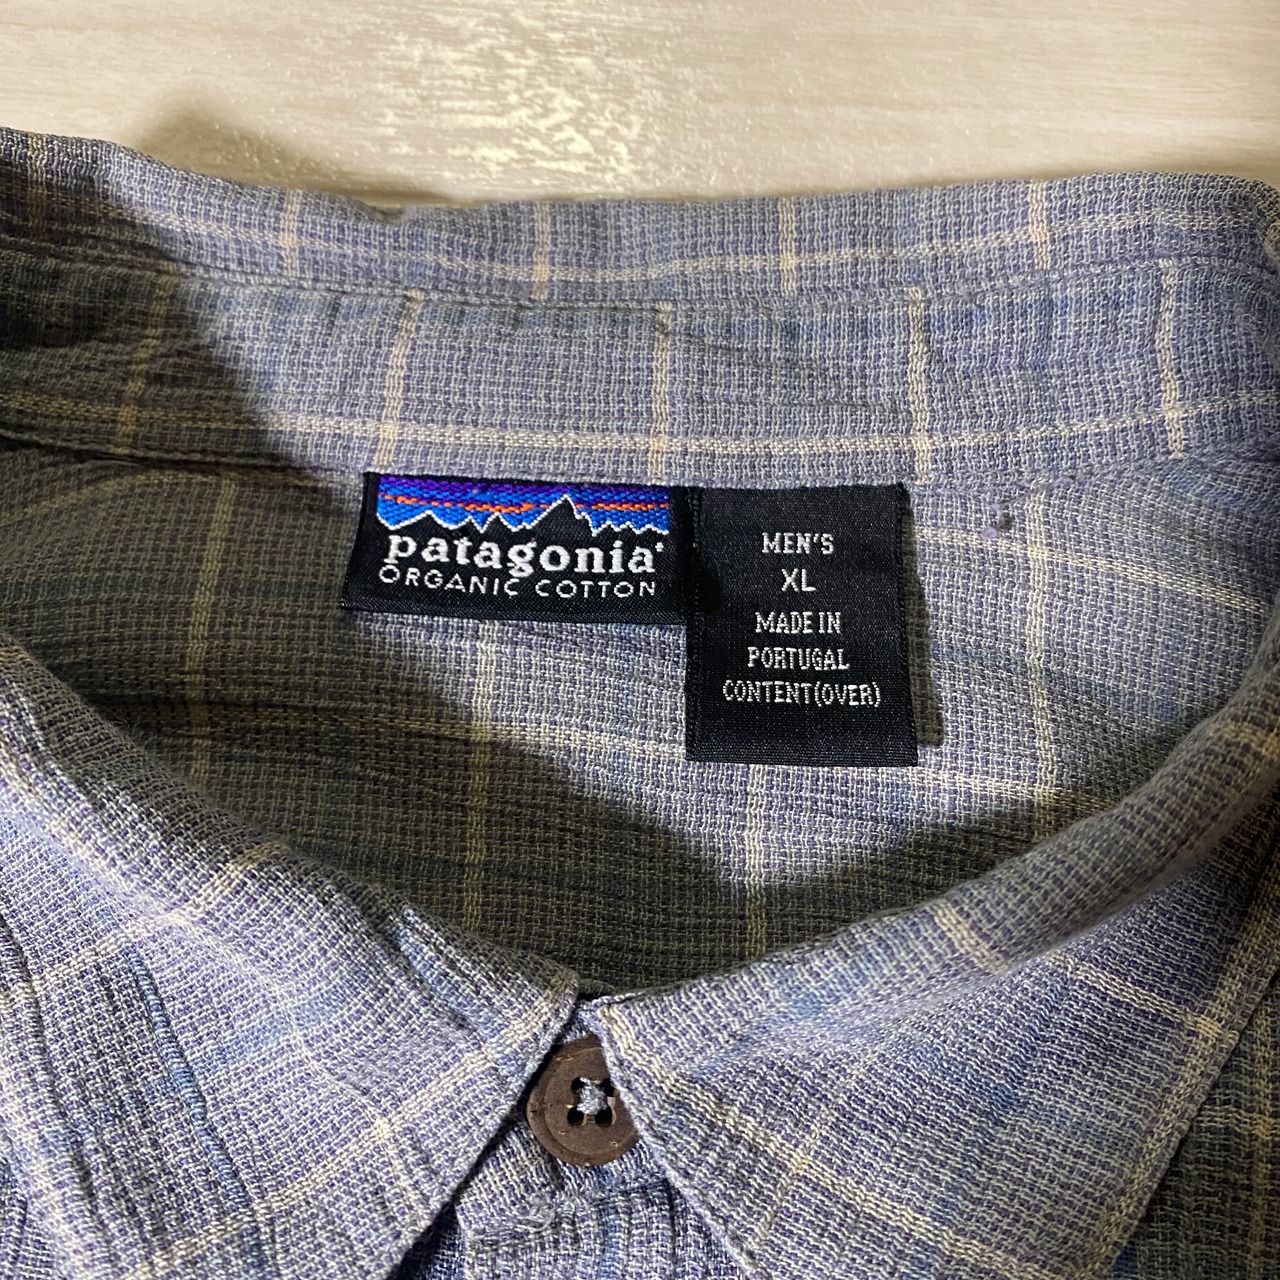 patagonia®
ORGANIC COTTON
MEN'S
XL
MADE IN
PORTUGAL
CONTENT(OVER)